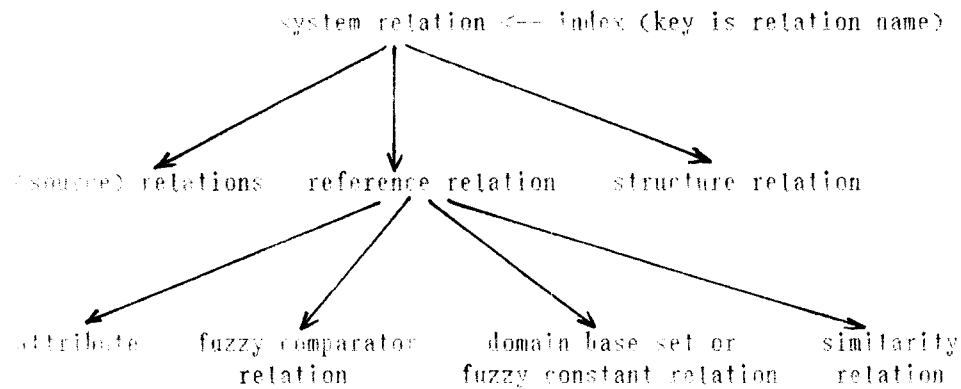 system relation <-- index (key is relation name)
(source) relations reference relation structure relation
attribute fuzzy comparator domain base set or similarity
relation fuzzy constant relation relation